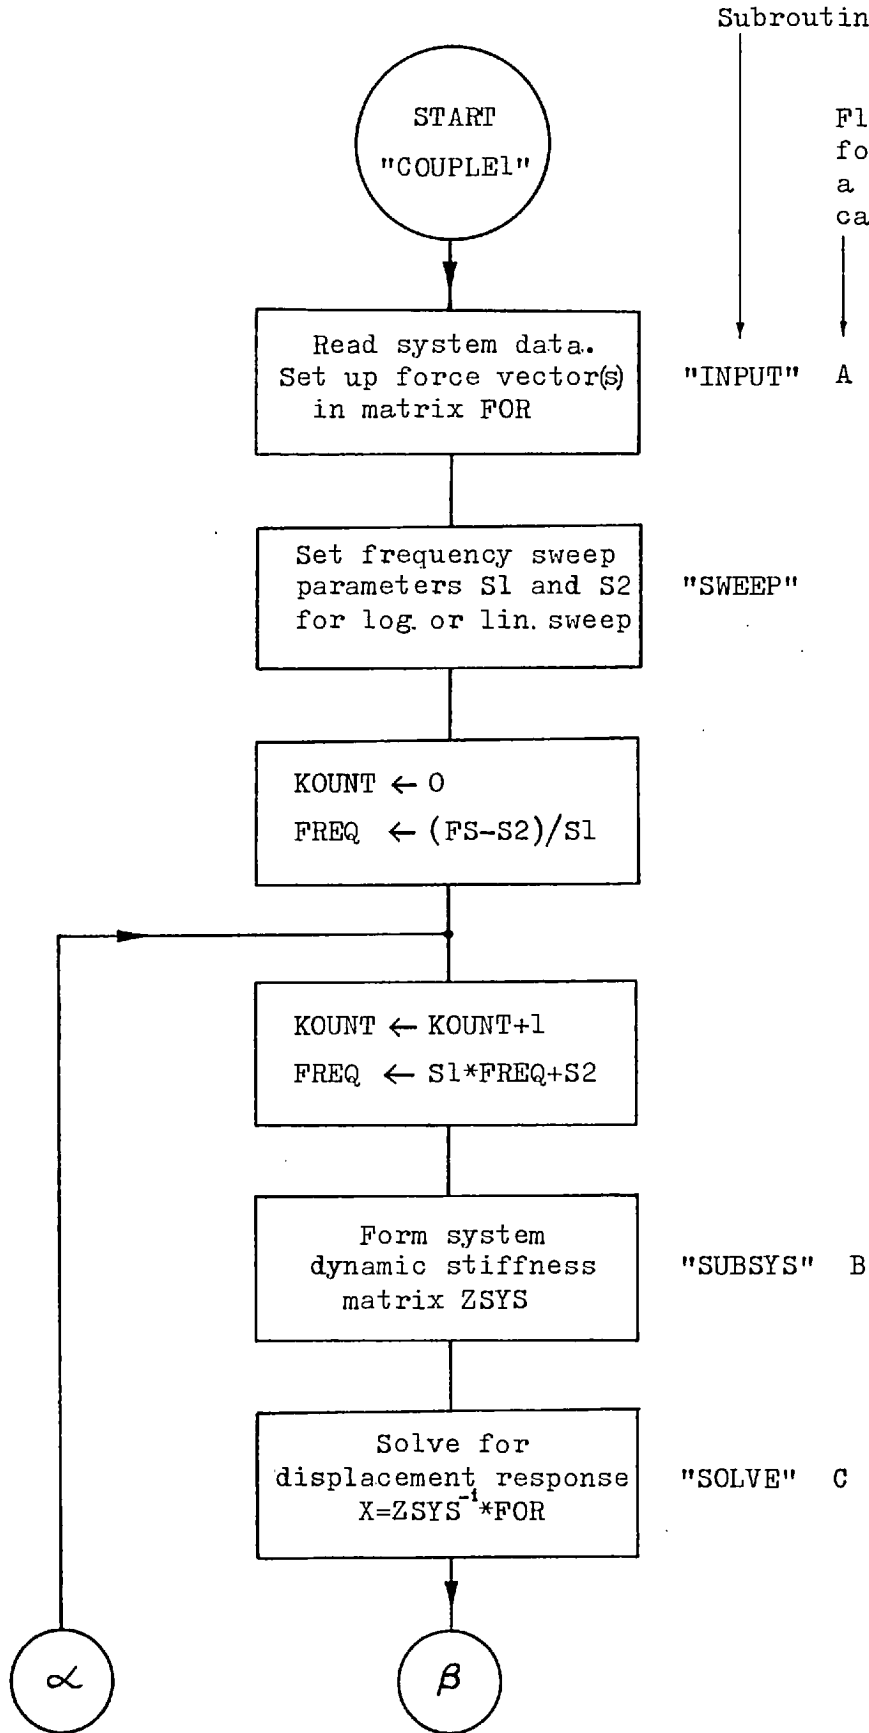 Subroutin
Fl
fo
a
ca
START
"COUPLE1"
Read system data.
Set up force vector(s)
in matrix FOR
"INPUT" A
Set frequency sweep
parameters S1 and S2
for log. or lin. sweep
"SWEEP"
KOUNT ← 0
FREQ ← (FS-S2)/S1
KOUNT ← KOUNT+1
FREQ ← S1*FREQ+S2
Form system
dynamic stiffness
matrix ZSYS
"SUBSYS" B
Solve for
displacement response
X=ZSYS⁻¹*FOR
"SOLVE" C
α
β